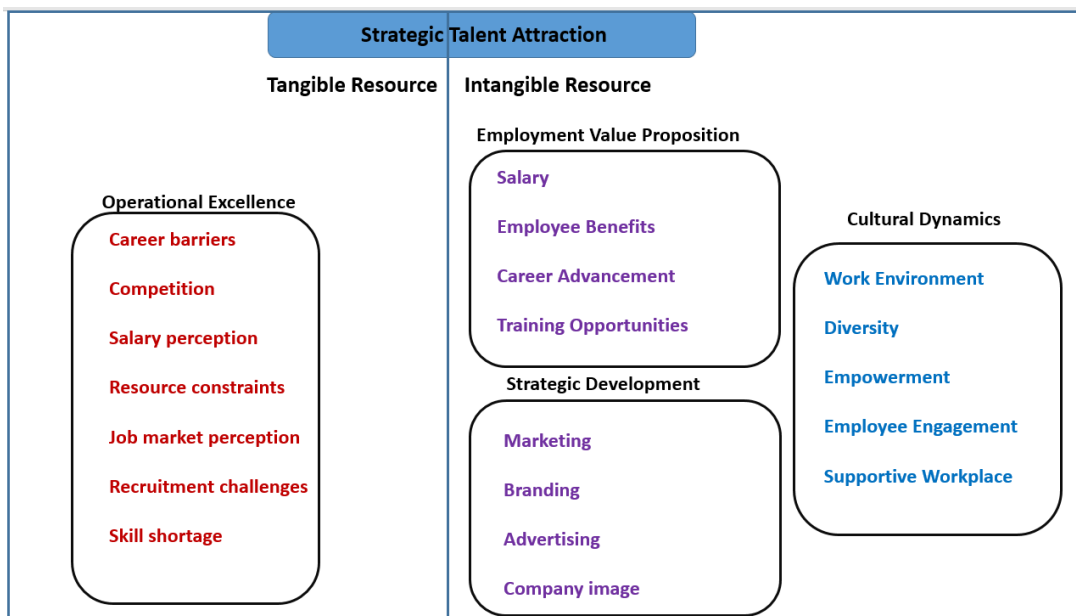 Strategic Talent Attraction
Tangible Resource
Intangible Resource
Operational Excellence
Career barriers
Competition
Salary perception
Resource constraints
Job market perception
Recruitment challenges
Skill shortage
Employment Value Proposition
Salary
Employee Benefits
Career Advancement
Training Opportunities
Strategic Development
Marketing
Branding
Advertising
Company image
Cultural Dynamics
Work Environment
Diversity
Empowerment
Employee Engagement
Supportive Workplace